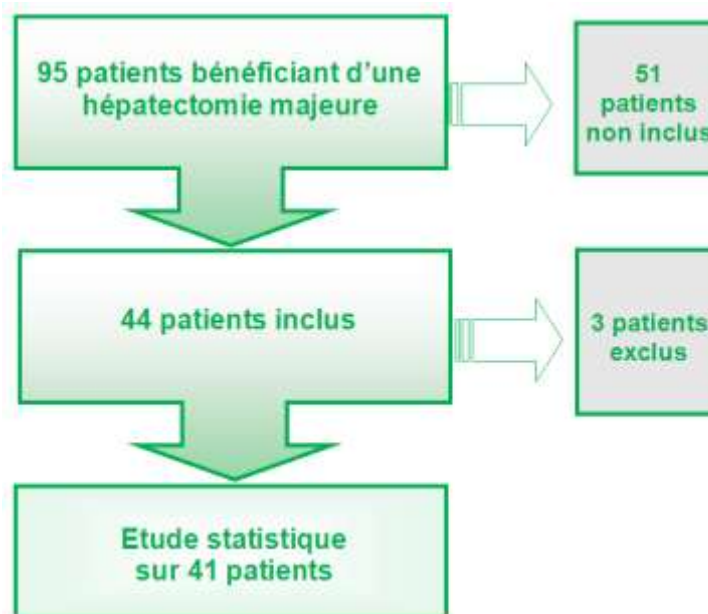 95 patients bénéficiant d'une
hépatectomie majeure
51
patients
non inclus
44 patients inclus
3 patients
exclus
Etude statistique
sur 41 patients